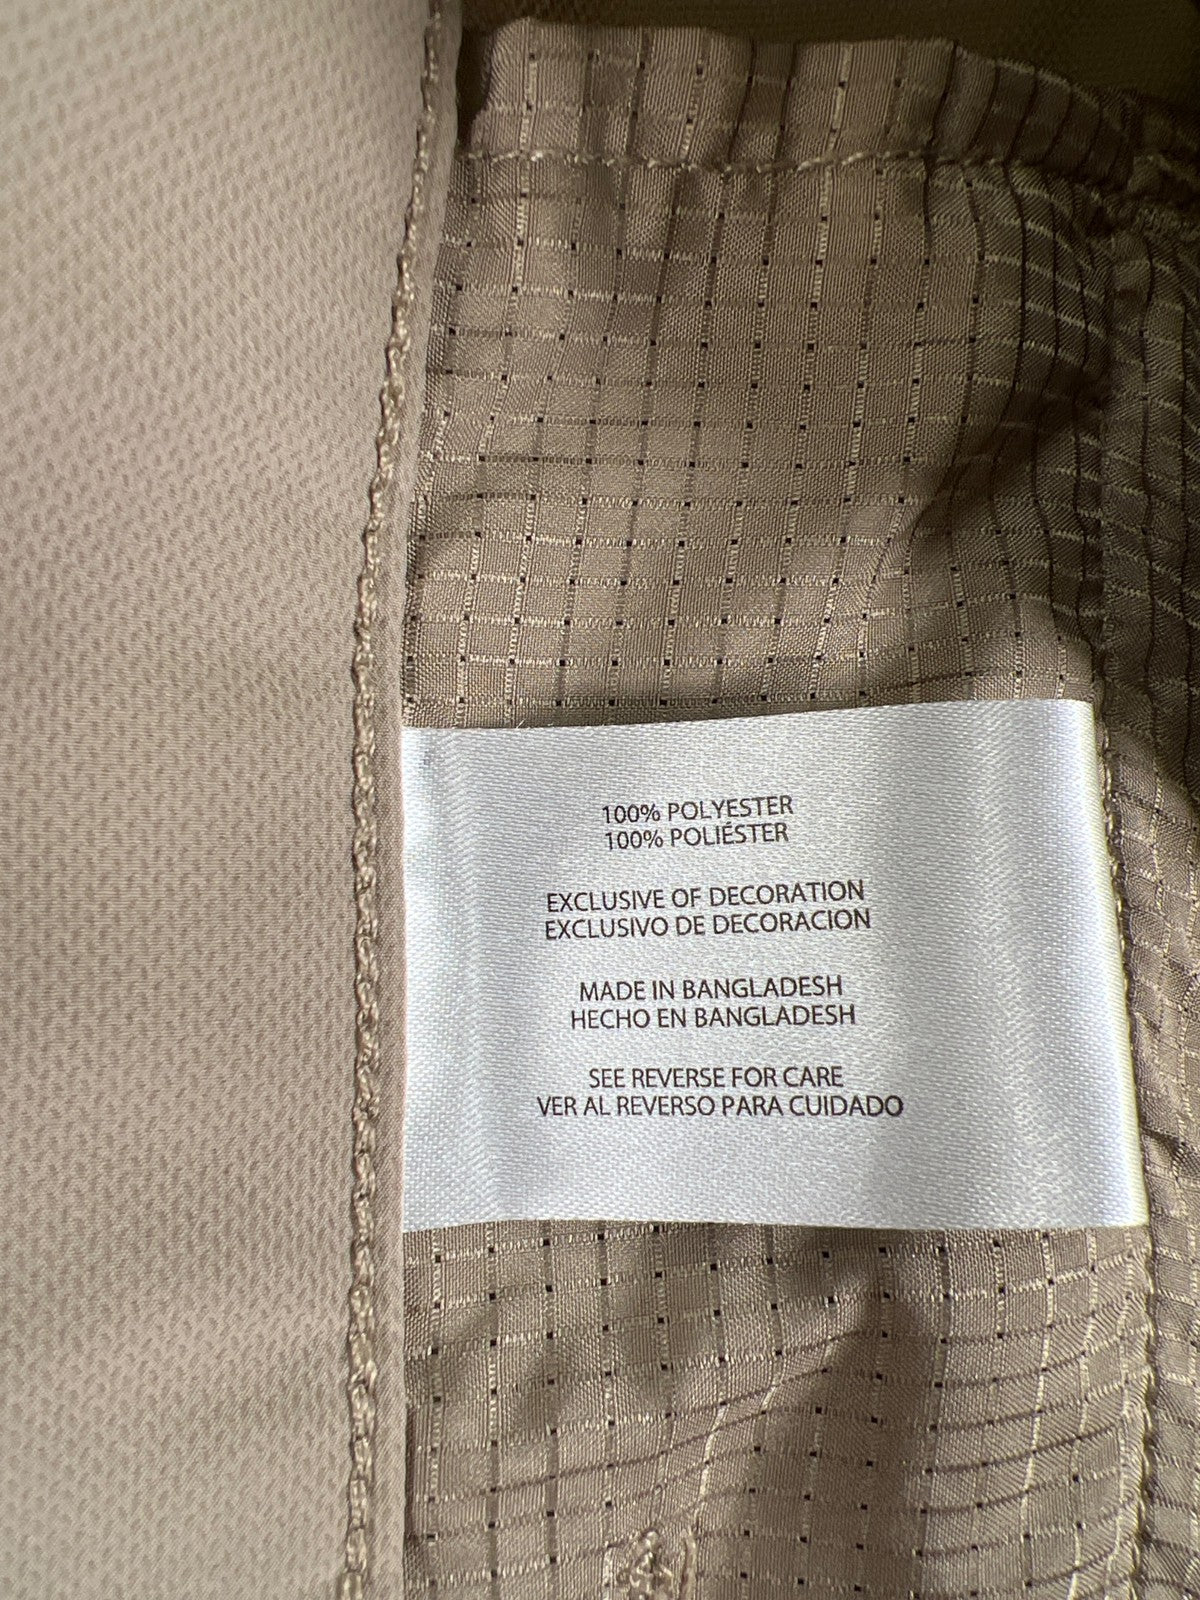 100% POLYESTER
100% POLIÉSTER
EXCLUSIVE OF DECORATION
EXCLUSIVO DE DECORACION
MADE IN BANGLADESH
HECHO EN BANGLADESH
SEE REVERSE FOR CARE
VER AL REVERSO PARA CUIDADO